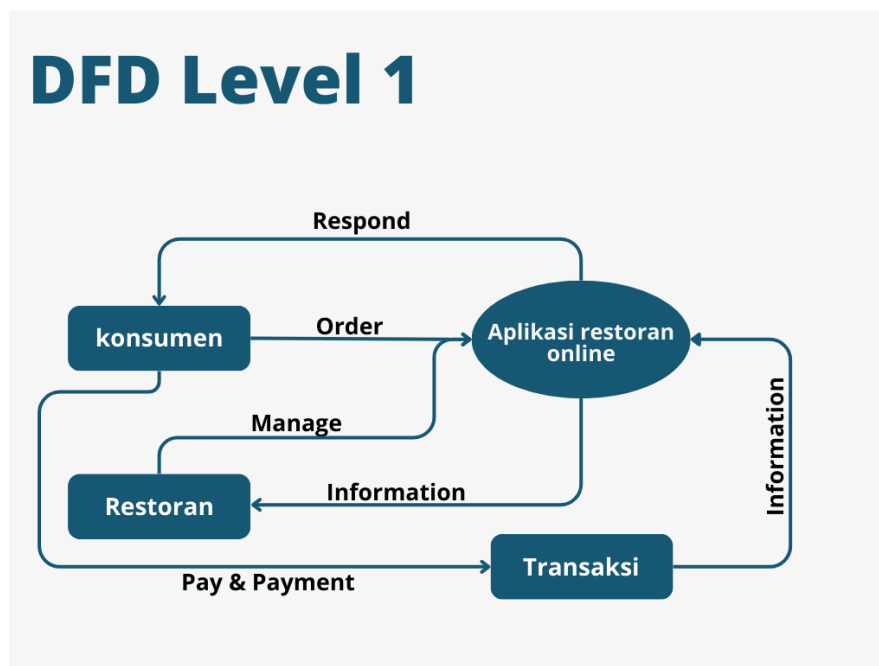 DFD Level 1
Respond
konsumen
Order
Aplikasi restoran
online
Manage
Information
Restoran
Information
Transaksi
Pay & Payment